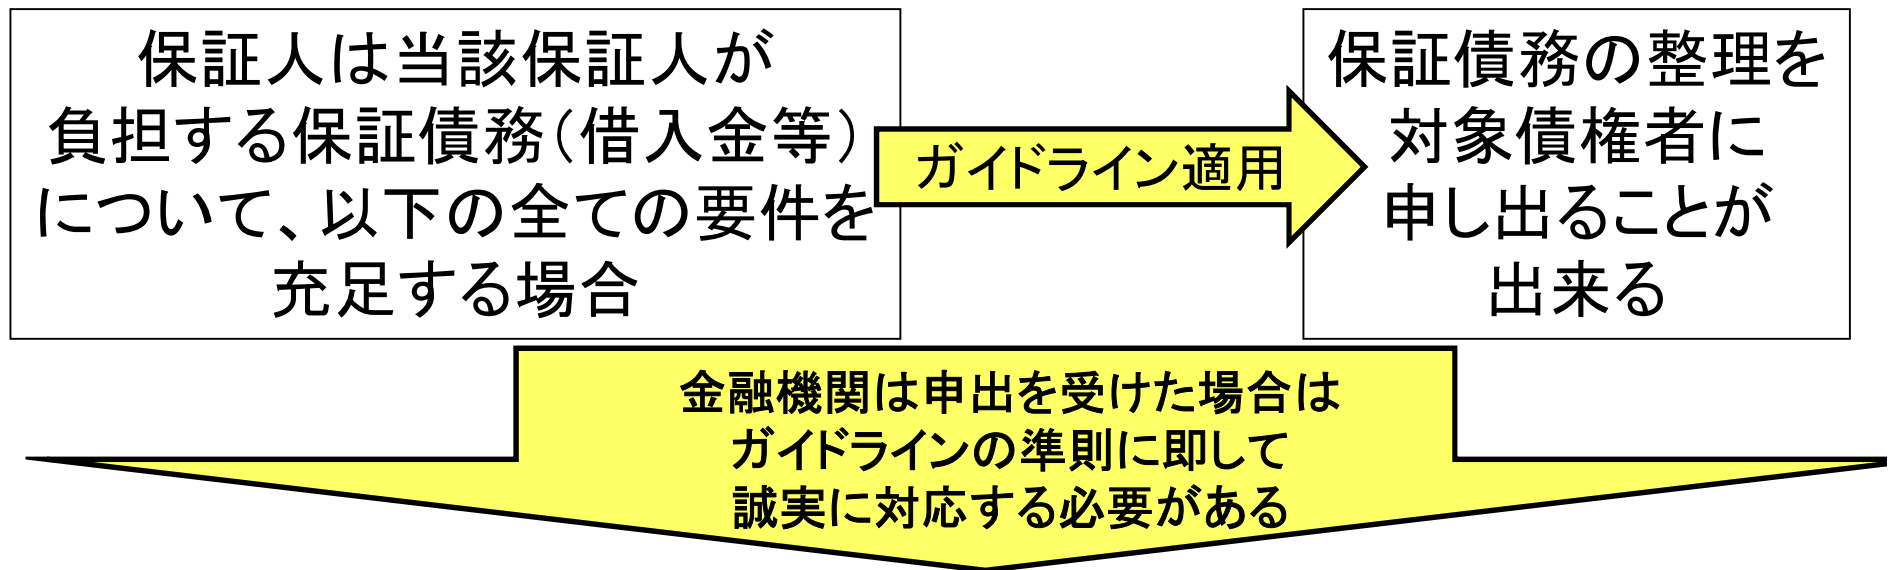 保証人は当該保証人が
負担する保証債務（借入金等）
について、以下の全ての要件を
充足する場合
ガイドライン適用
保証債務の整理を
対象債権者に
申し出ることが
出来る
金融機関は申出を受けた場合は
ガイドラインの準則に即して
誠実に対応する必要がある